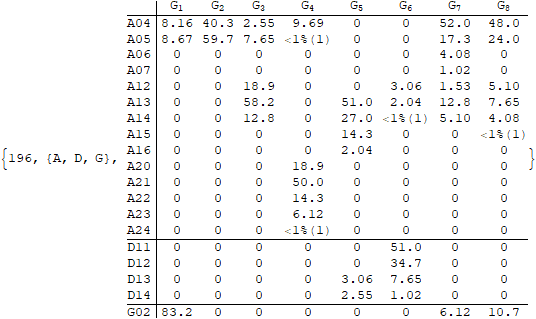 G₁ G₂ G₃ G₄ G₅ G₆ G₇ G₈
A04 8.16 40.3 2.55 9.69 0 0 52.0 48.0
A05 8.67 59.7 7.65 <1%(1) 0 0 17.3 24.0
A06 0 0 0 0 0 0 4.08 0
A07 0 0 0 0 0 0 1.02 0
A12 0 0 18.9 0 0 3.06 1.53 5.10
A13 0 0 58.2 0 51.0 2.04 12.8 7.65
A14 0 0 12.8 0 27.0 <1%(1) 5.10 4.08
A15 0 0 0 0 14.3 0 0 <1%(1)
{196, {A, D, G}, A16 0 0 0 0 2.04 0 0 0 }
A20 0 0 0 18.9 0 0 0 0
A21 0 0 0 50.0 0 0 0 0
A22 0 0 0 14.3 0 0 0 0
A23 0 0 0 6.12 0 0 0 0
A24 0 0 0 <1%(1) 0 0 0 0
D11 0 0 0 0 0 51.0 0 0
D12 0 0 0 0 0 34.7 0 0
D13 0 0 0 0 3.06 7.65 0 0
D14 0 0 0 0 2.55 1.02 0 0
G02 83.2 0 0 0 0 0 6.12 10.7